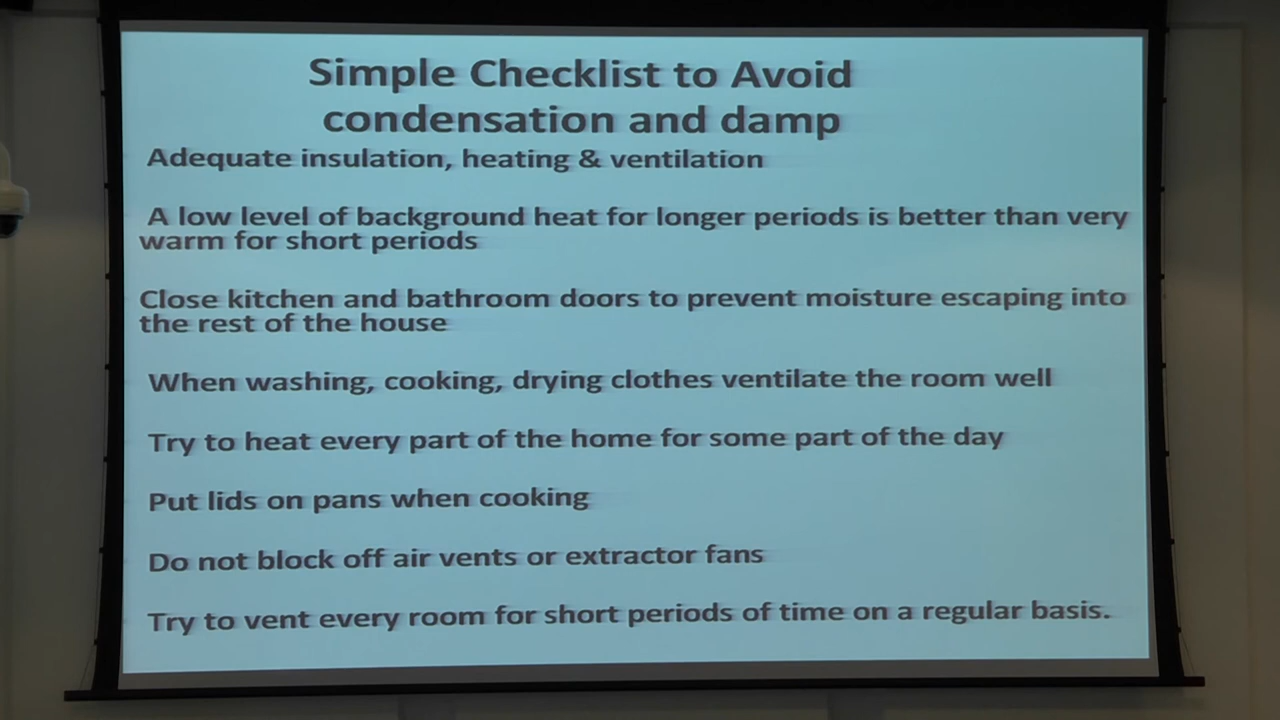 Simple Checklist to Avoid
condensation and damp
Adequate insulation, heating & ventilation
A low level of background heat for longer periods is better than very
warm for short periods
Close kitchen and bathroom doors to prevent moisture escaping into
the rest of the house
When washing, cooking, drying clothes ventilate the room well
Try to heat every part of the home for some part of the day
Put lids on pans when cooking
Do not block off air vents or extractor fans
Try to vent every room for short periods of time on a regular basis.